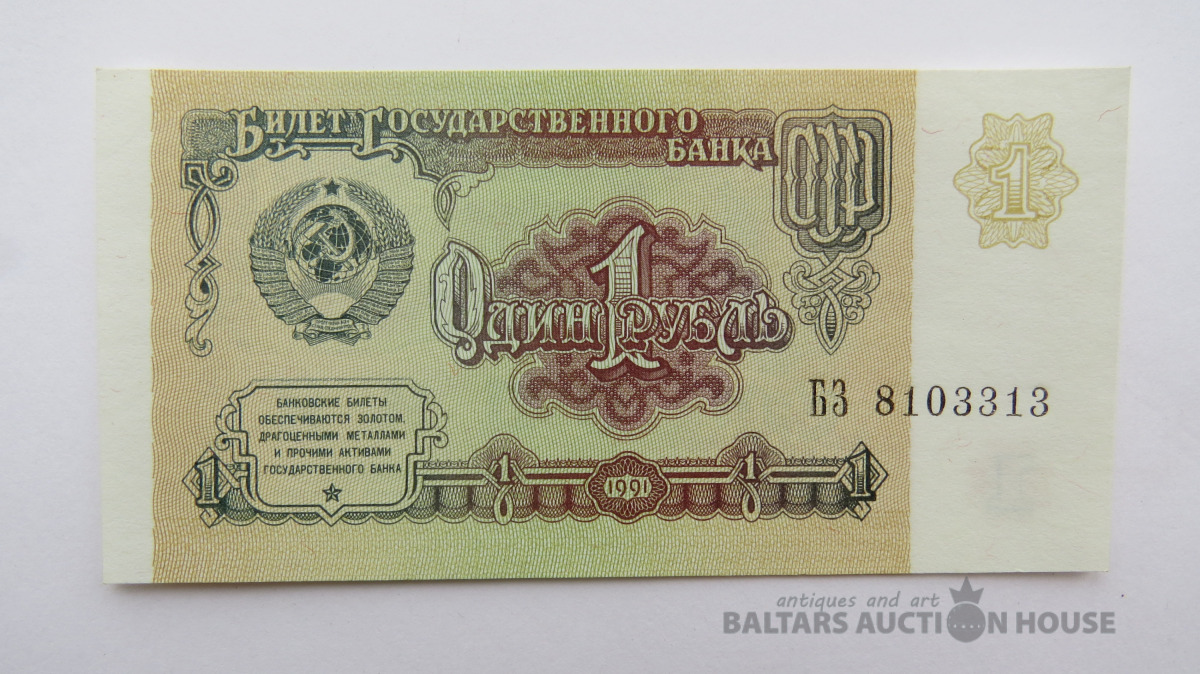 Билет Государственного
Банка
СССР
1
Один 1 рубль
БЗ 8103313
БАНКОВСКИЕ БИЛЕТЫ
ОБЕСПЕЧИВАЮТСЯ ЗОЛОТОМ,
ДРАГОЦЕННЫМИ МЕТАЛЛАМИ
И ПРОЧИМИ АКТИВАМИ
ГОСУДАРСТВЕННОГО БАНКА
1 1 1991 1 1
antiques and art
BALTARS AUCTION HOUSE